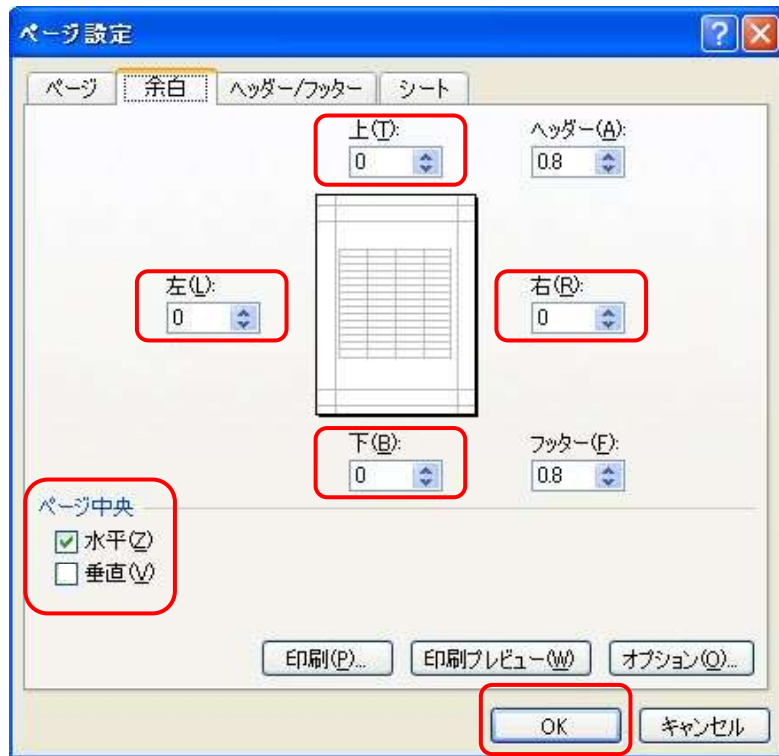 ページ設定
ページ 余白 ヘッダー/フッター シート
上(T): ヘッダー(A):
0 0.8
左(L): 右(R):
0 0
下(B): フッター(F):
0 0.8
ページ中央
水平(Z)
垂直(V)
印刷(P)... 印刷プレビュー(W) オプション(O)...
OK キャンセル